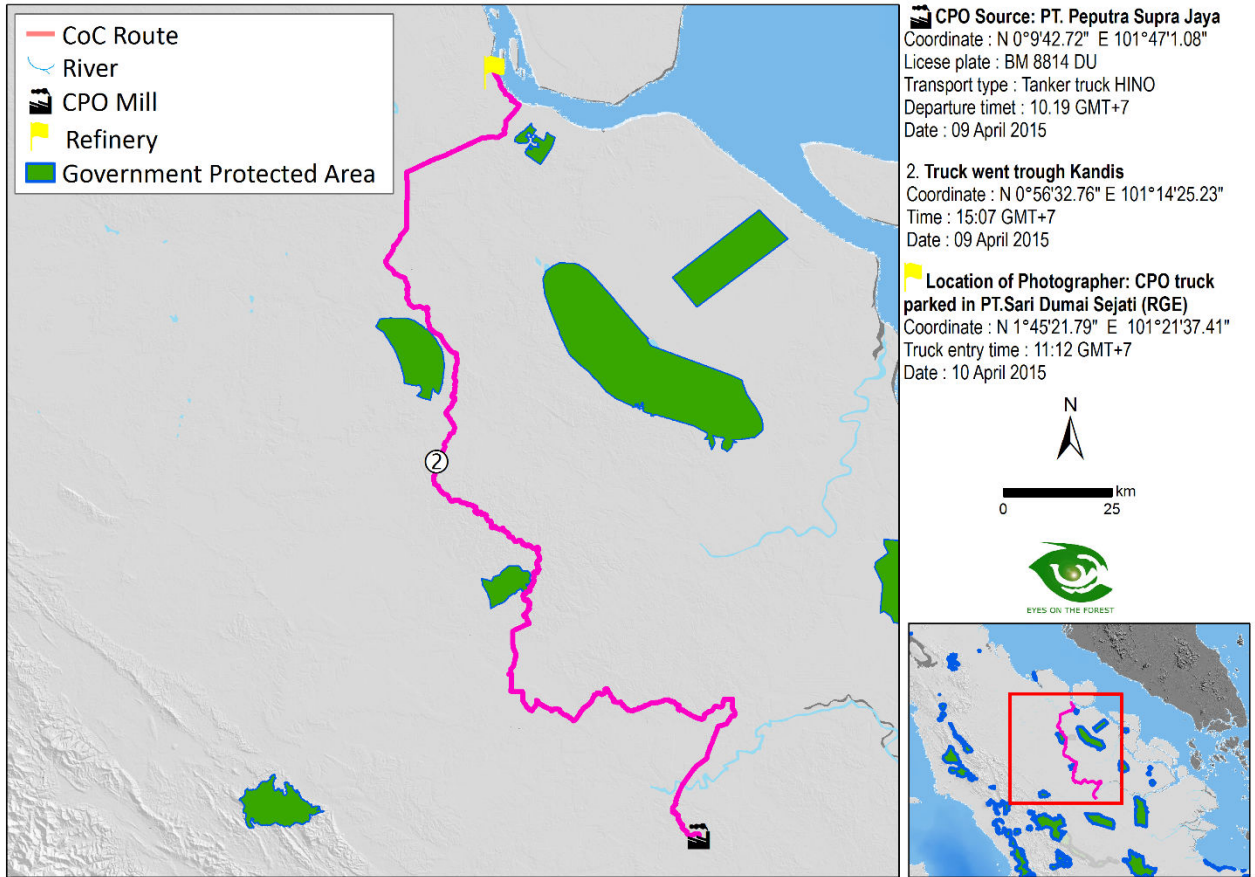 CoC Route
River
CPO Mill
Refinery
Government Protected Area
2
CPO Source: PT. Peputra Supra Jaya
Coordinate : N 0°9'42.72" E 101°47'1.08"
Licese plate : BM 8814 DU
Transport type : Tanker truck HINO
Departure timet : 10.19 GMT+7
Date : 09 April 2015
2. Truck went trough Kandis
Coordinate : N 0°56'32.76" E 101°14'25.23"
Time : 15:07 GMT+7
Date : 09 April 2015
Location of Photographer: CPO truck
parked in PT.Sari Dumai Sejati (RGE)
Coordinate : N 1°45'21.79" E 101°21'37.41"
Truck entry time : 11:12 GMT+7
Date : 10 April 2015
N
km
0 25
EYES ON THE FOREST